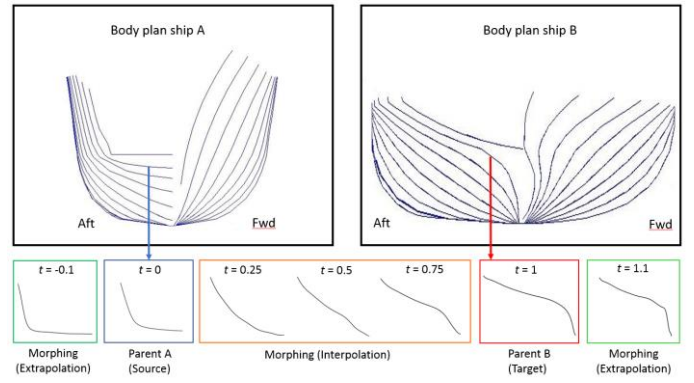 Body plan ship A
Body plan ship B
Aft
Fwd
Aft
Fwd
t = -0.1
t = 0
t = 0.25
t = 0.5
t = 0.75
t = 1
t = 1.1
Morphing
(Extrapolation)
Parent A
(Source)
Morphing (Interpolation)
Parent B
(Target)
Morphing
(Extrapolation)